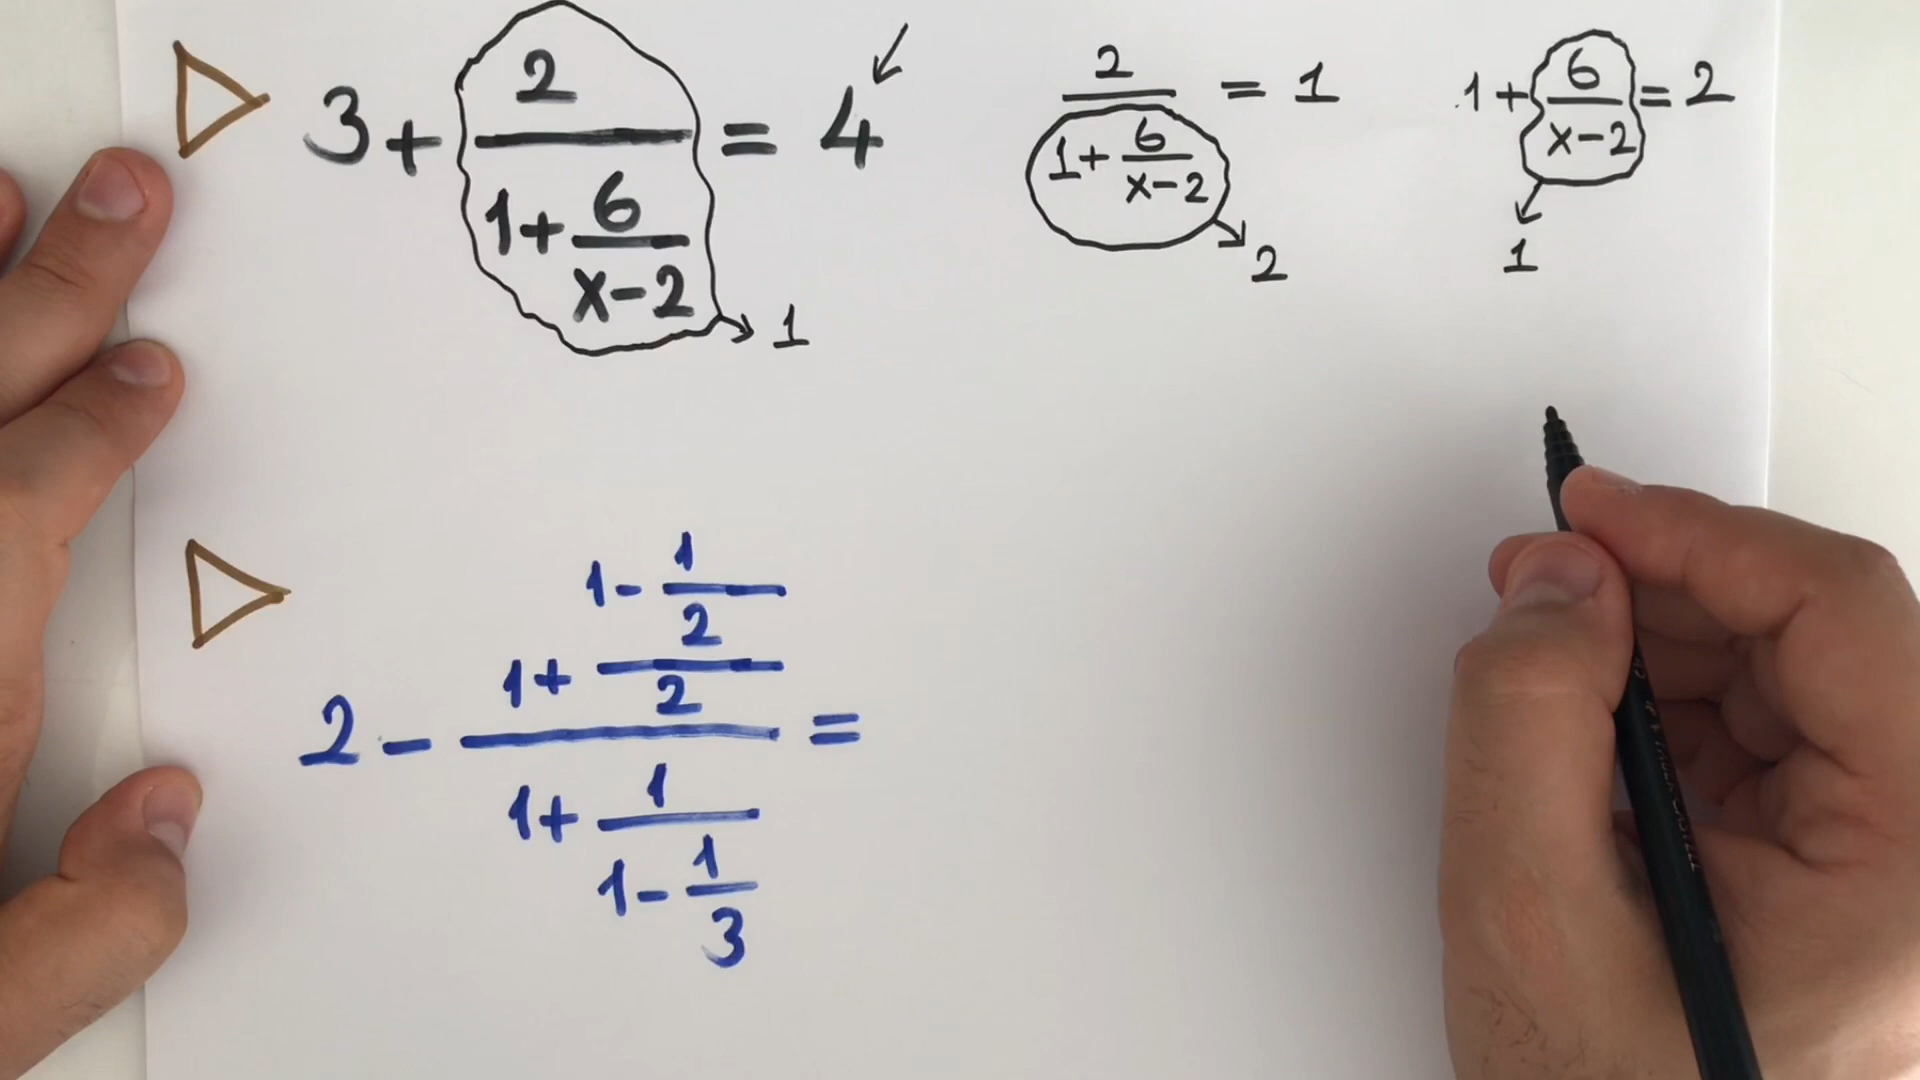 3 + 2 / (1 + 6 / (x - 2)) = 4
1
2 / (1 + 6 / (x - 2)) = 1
2
1 + 6 / (x - 2) = 2
1
2 - (1 + (1 - 1/2) / 2) / (1 + 1 / (1 - 1/3)) =